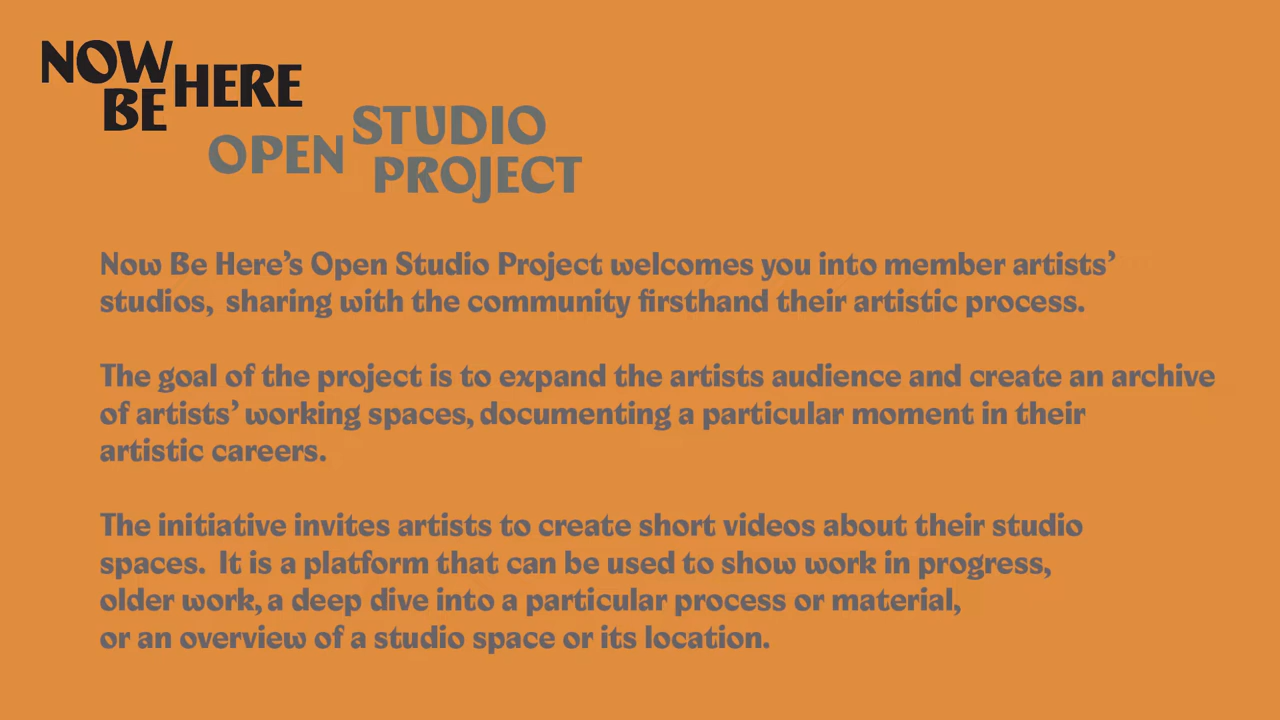 NOW BE HERE
OPEN STUDIO PROJECT
Now Be Here’s Open Studio Project welcomes you into member artists’
studios,  sharing with the community firsthand their artistic process.
The goal of the project is to expand the artists audience and create an archive
of artists’ working spaces, documenting a particular moment in their
artistic careers.
The initiative invites artists to create short videos about their studio
spaces.  It is a platform that can be used to show work in progress,
older work, a deep dive into a particular process or material,
or an overview of a studio space or its location.